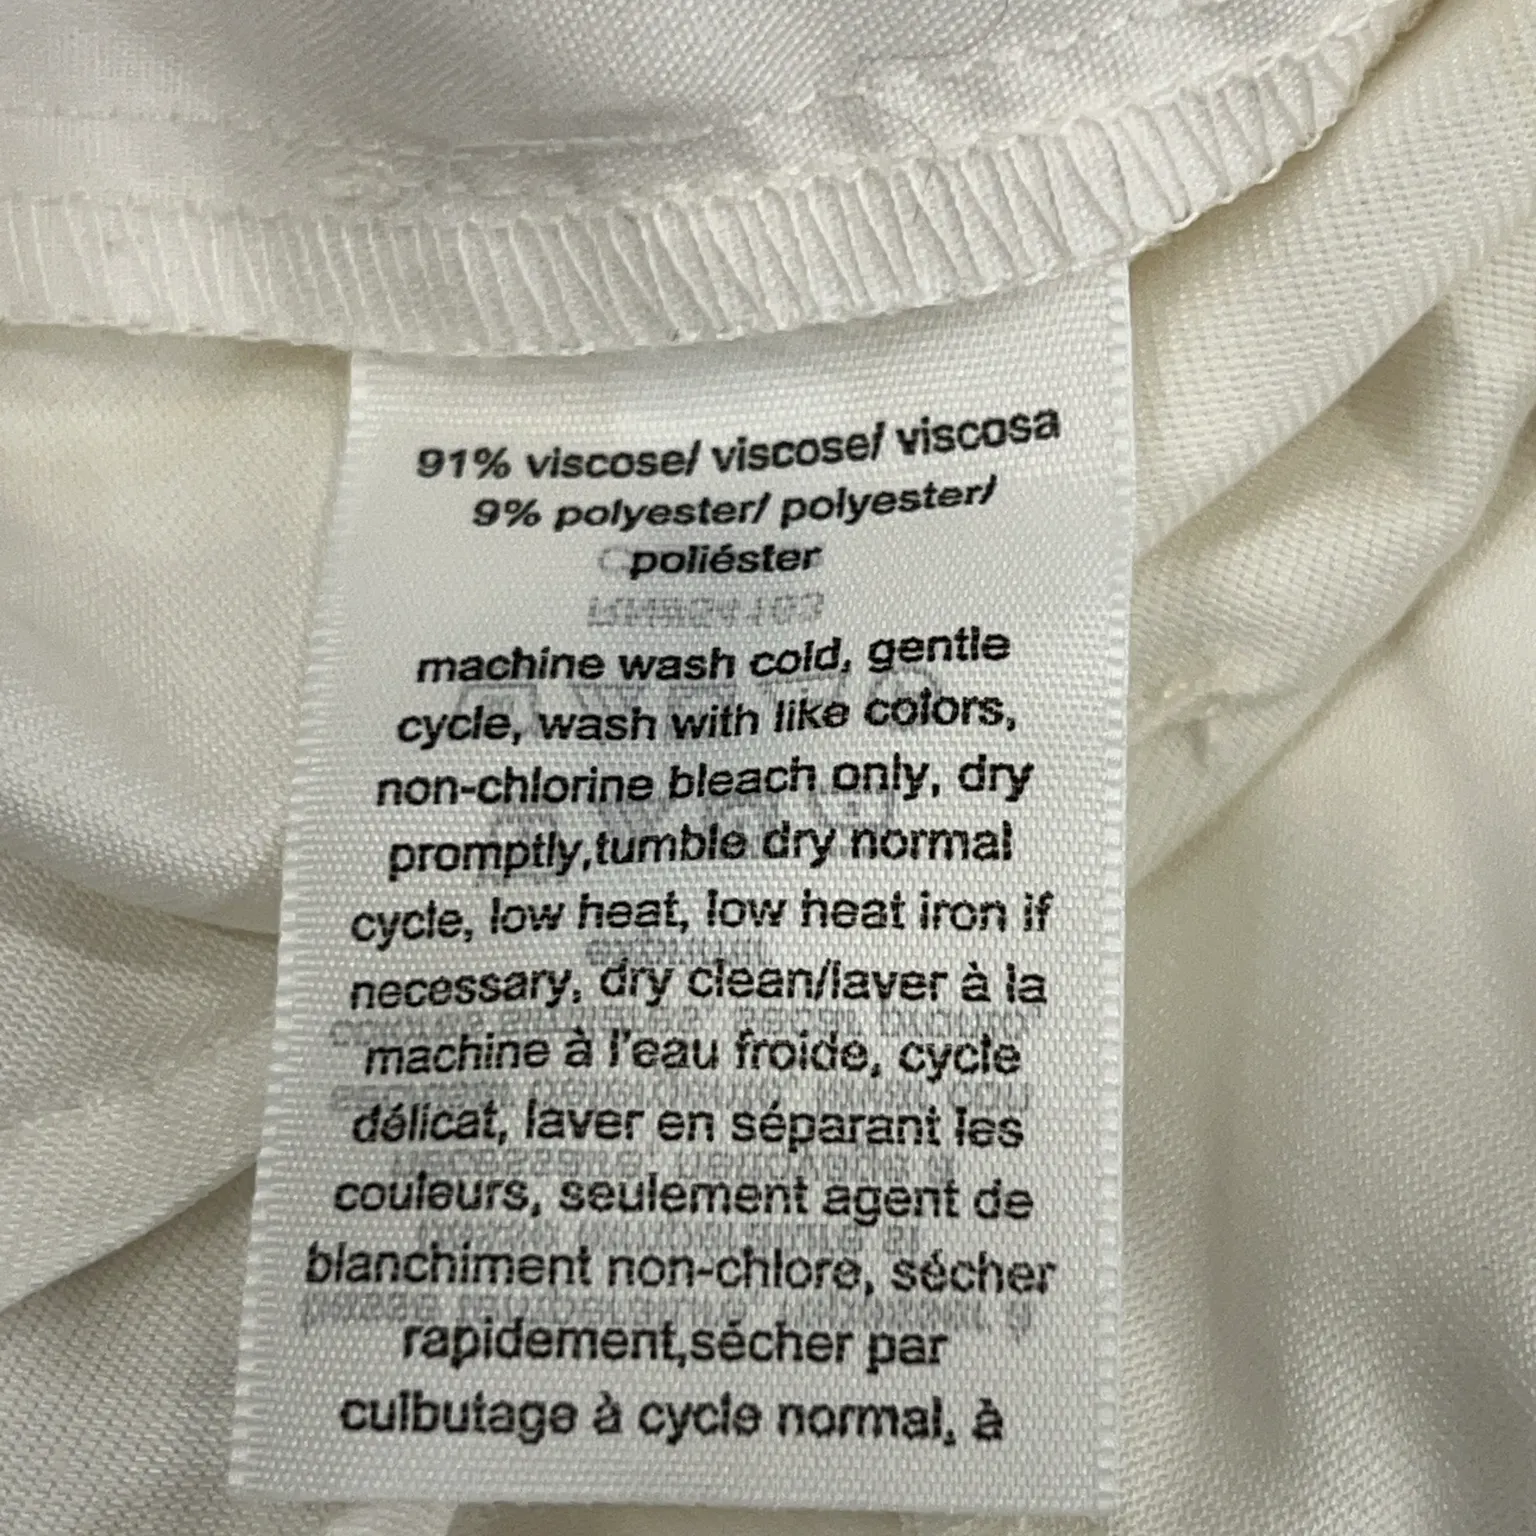 91% viscose/ viscose/ viscosa
9% polyester/ polyester/
poliéster
machine wash cold, gentle
cycle, wash with like colors,
non-chlorine bleach only, dry
promptly,tumble dry normal
cycle, low heat, low heat iron if
necessary, dry clean/laver à la
machine à l'eau froide, cycle
délicat, laver en séparant les
couleurs, seulement agent de
blanchiment non-chlore, sécher
rapidement,sécher par
culbutage à cycle normal, à